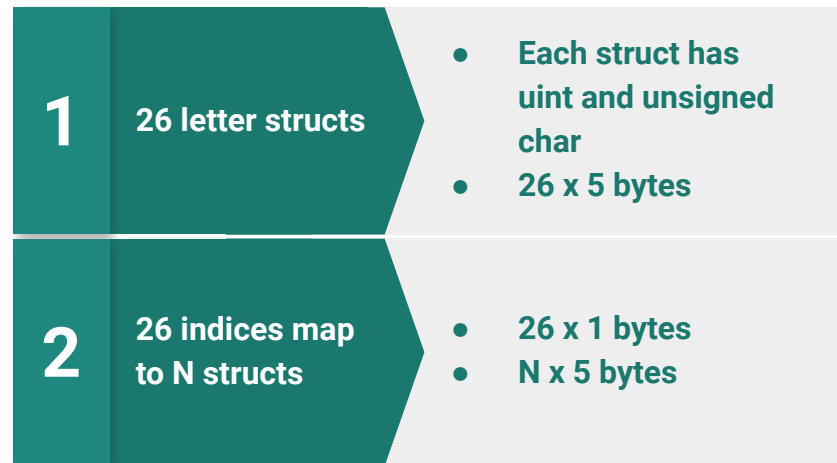 1
26 letter structs
● Each struct has
uint and unsigned
char
● 26 x 5 bytes
2
26 indices map
to N structs
● 26 x 1 bytes
● N x 5 bytes